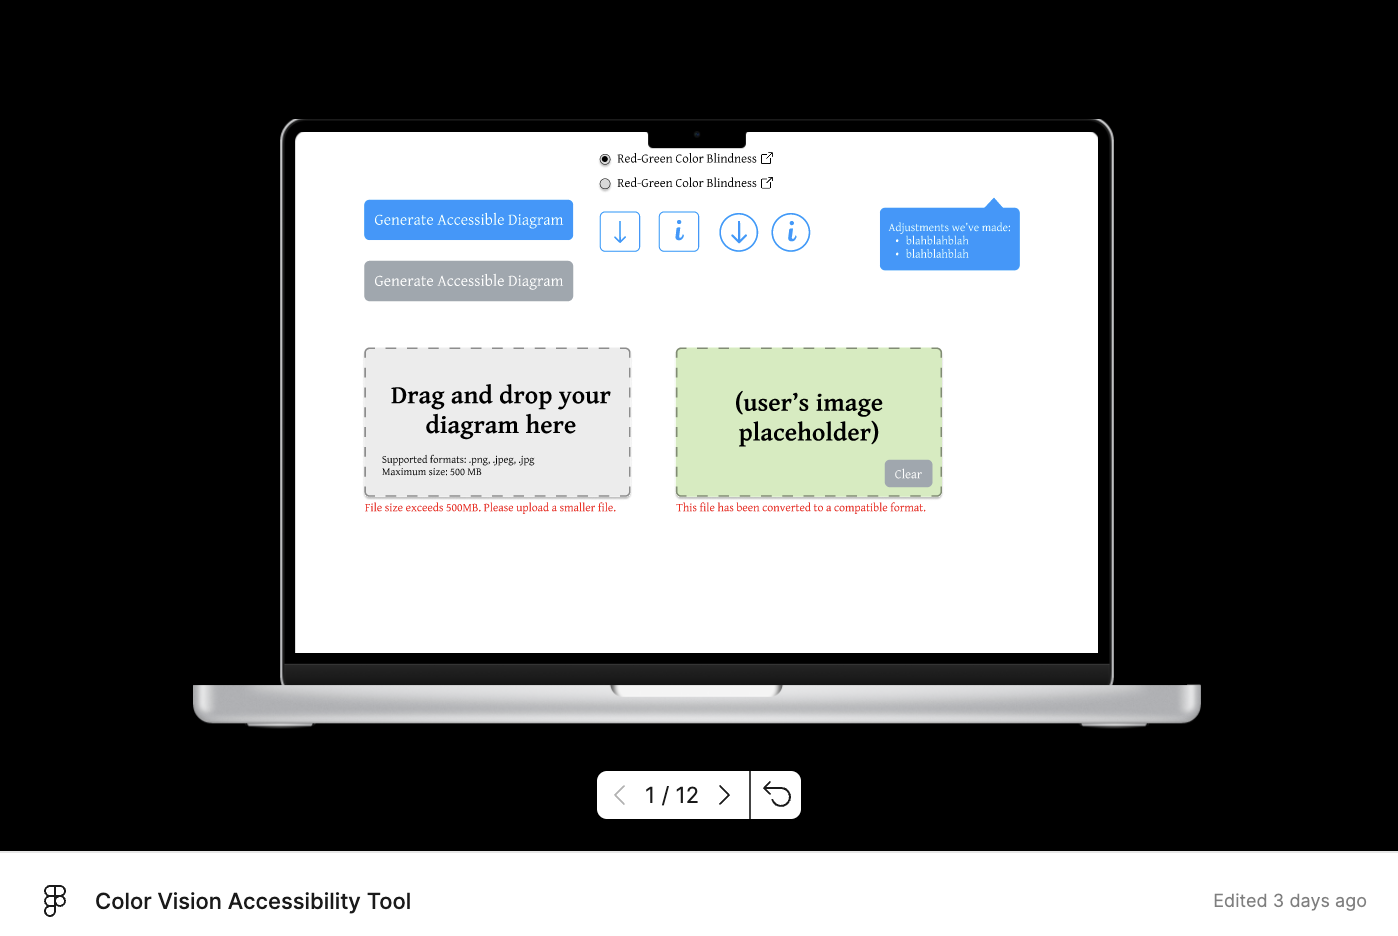 Red-Green Color Blindness
Red-Green Color Blindness
Generate Accessible Diagram
i
i
Adjustments we've made:
• blahblahblah
• blahblahblah
Generate Accessible Diagram
Drag and drop your
diagram here
Supported formats: .png, .jpeg, .jpg
Maximum size: 500 MB
File size exceeds 500MB. Please upload a smaller file.
(user's image
placeholder)
Clear
This file has been converted to a compatible format.
1 / 12
Color Vision Accessibility Tool
Edited 3 days ago